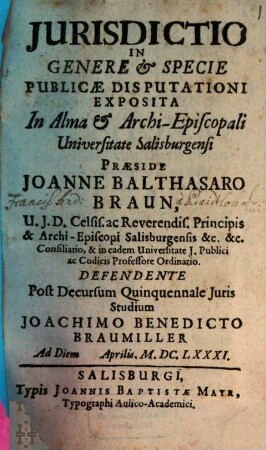 JURISDICTIO
IN
GENERE & SPECIE
PUBLICÆ DISPUTATIONI
EXPOSITA
In Alma & Archi-Episcopali
Universitate Salisburgensi
PRÆSIDE
JOANNE BALTHASARO
BRAUN,
U. J. D. Celsis. ac Reverendis. Principis
& Archi-Episcopi Salisburgensis &c. &c.
Consiliario, & in eadem Universitate J. Publici
ac Codicis Professore Ordinario.
DEFENDENTE
Post Decursum Quinquennale Juris
Studium
JOACHIMO BENEDICTO
BRAUMILLER
Ad Diem Aprilis, M. DC. LXXXI.
SALISBURGI,
Typis JOANNIS BAPTISTÆ MAYR,
Typographi Aulico-Academici.